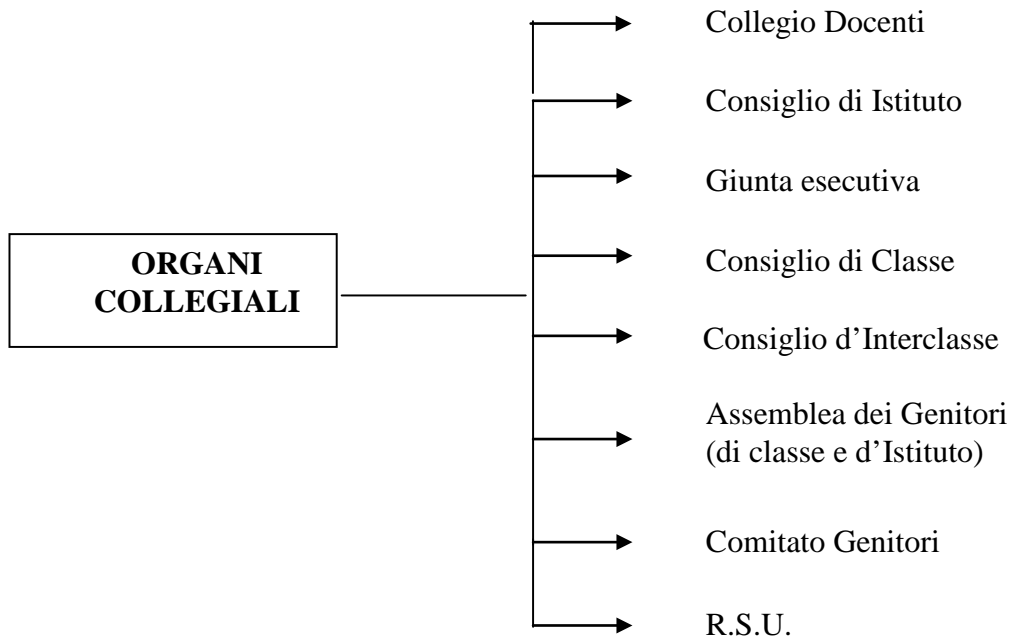 Collegio Docenti
Consiglio di Istituto
Giunta esecutiva
ORGANI
COLLEGIALI
Consiglio di Classe
Consiglio d’Interclasse
Assemblea dei Genitori
(di classe e d’Istituto)
Comitato Genitori
R.S.U.